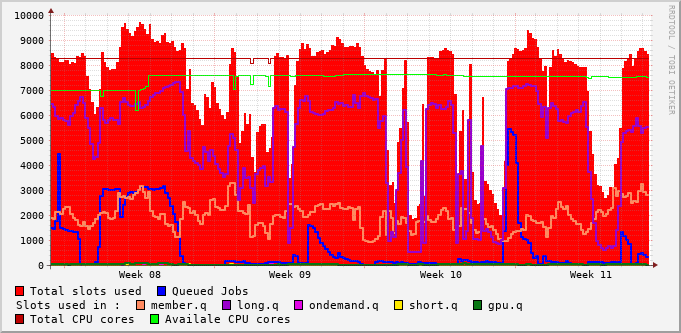 10000
9000
8000
7000
6000
5000
4000
3000
2000
1000
0
Week 08 Week 09 Week 10 Week 11
RRDTOOL / TOBI OETIKER
Total slots used Queued Jobs
Slots used in : member.q long.q ondemand.q short.q gpu.q
Total CPU cores Availale CPU cores